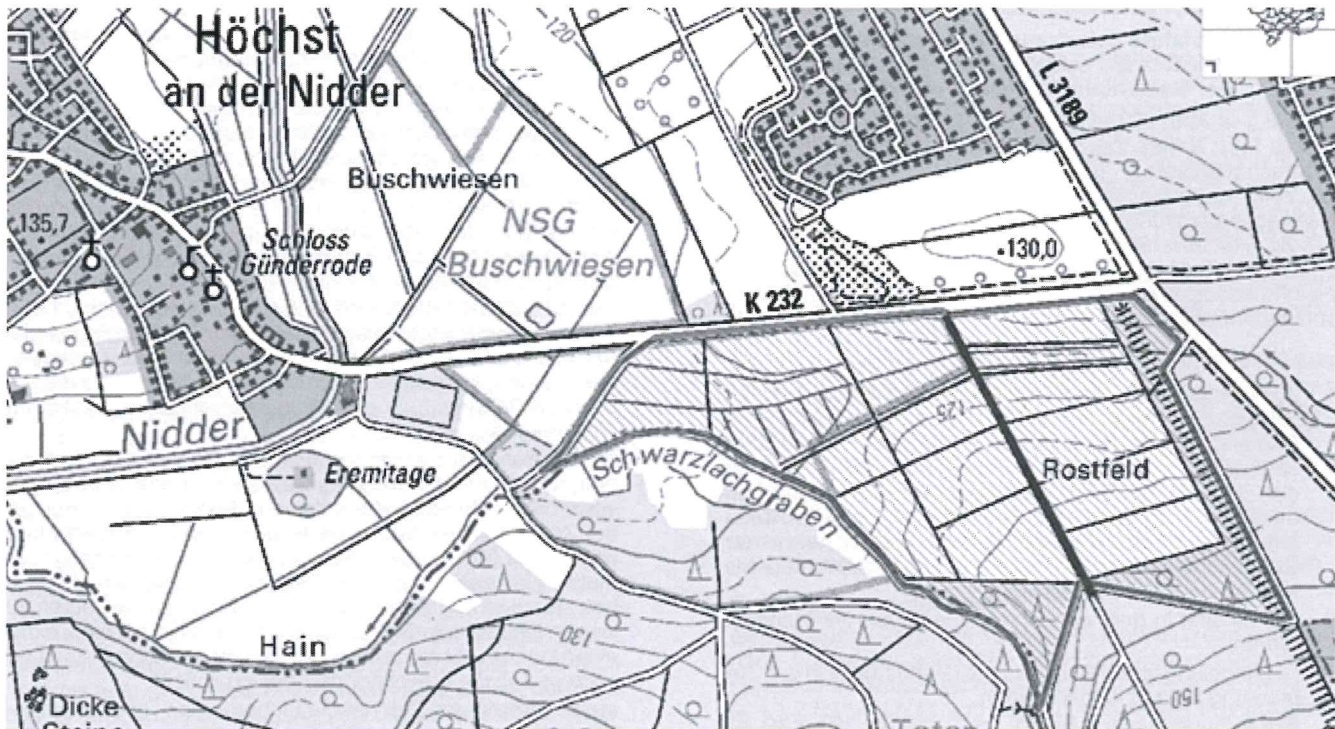 Höchst
an der Nidder
120
L 3189
Buschwiesen
NSG
Buschwiesen
135,7
Schloss
Günderrode
130,0
K 232
Nidder
Eremitage
Schwarzlachgraben
125
Rostfeld
Hain
130
150
Dicke